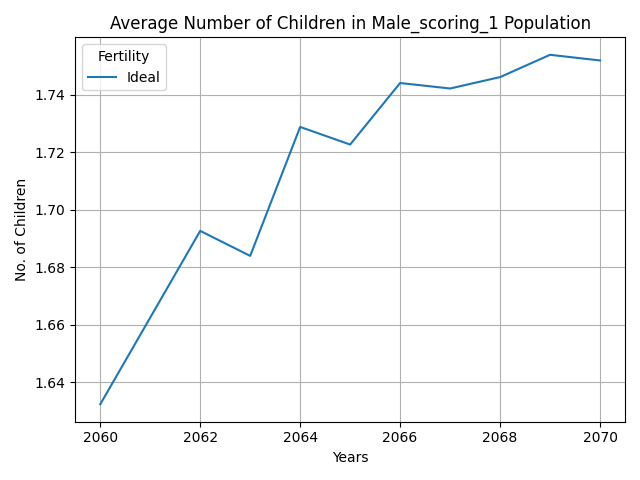 Average Number of Children in Male_scoring_1 Population
Fertility
Ideal
No. of Children
1.74
1.72
1.70
1.68
1.66
1.64
2060 2062 2064 2066 2068 2070
Years